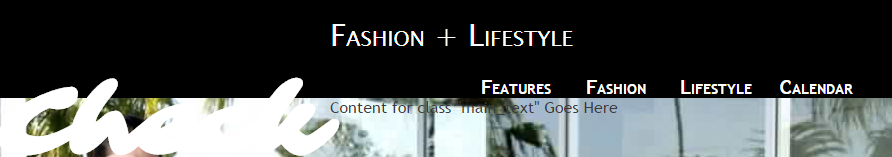 Fashion + Lifestyle
Features Fashion Lifestyle Calendar
Content for class "main_text" Goes Here
Check